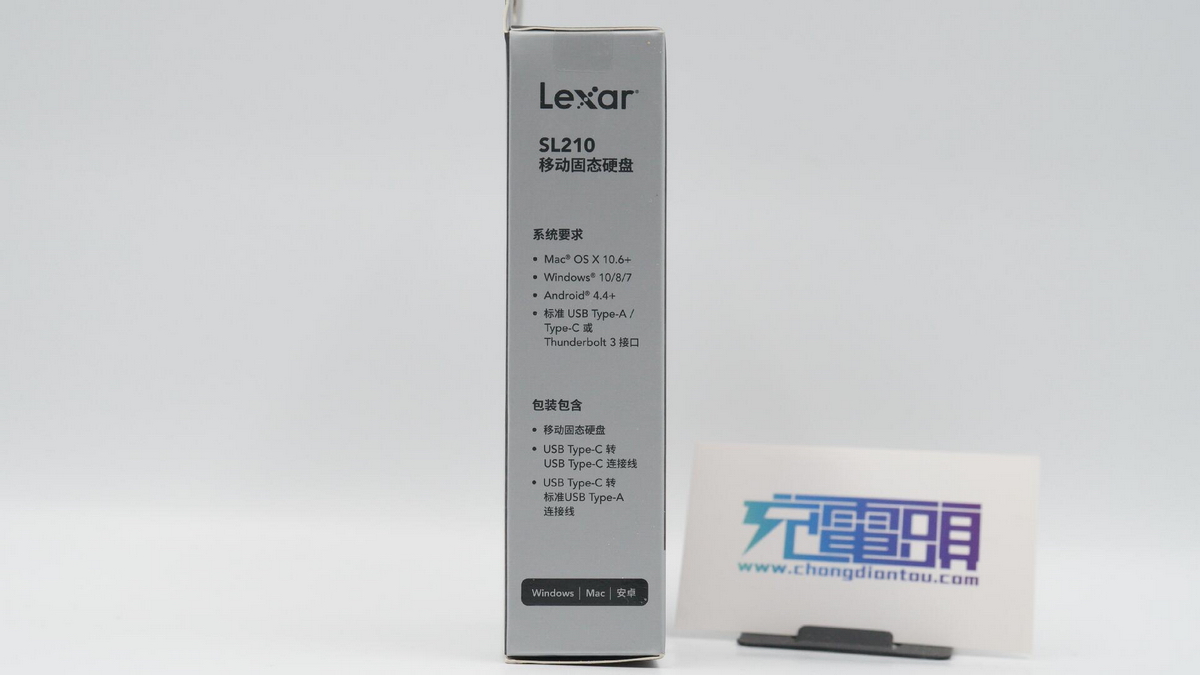 Lexar
SL210
移动固态硬盘
系统要求
• Mac® OS X 10.6+
• Windows® 10/8/7
• Android® 4.4+
• 标准 USB Type-A /
Type-C 或
Thunderbolt 3 接口
包装包含
• 移动固态硬盘
• USB Type-C 转
USB Type-C 连接线
• USB Type-C 转
标准USB Type-A
连接线
Windows | Mac | 安卓
充電頭
www.chongdiantou.com